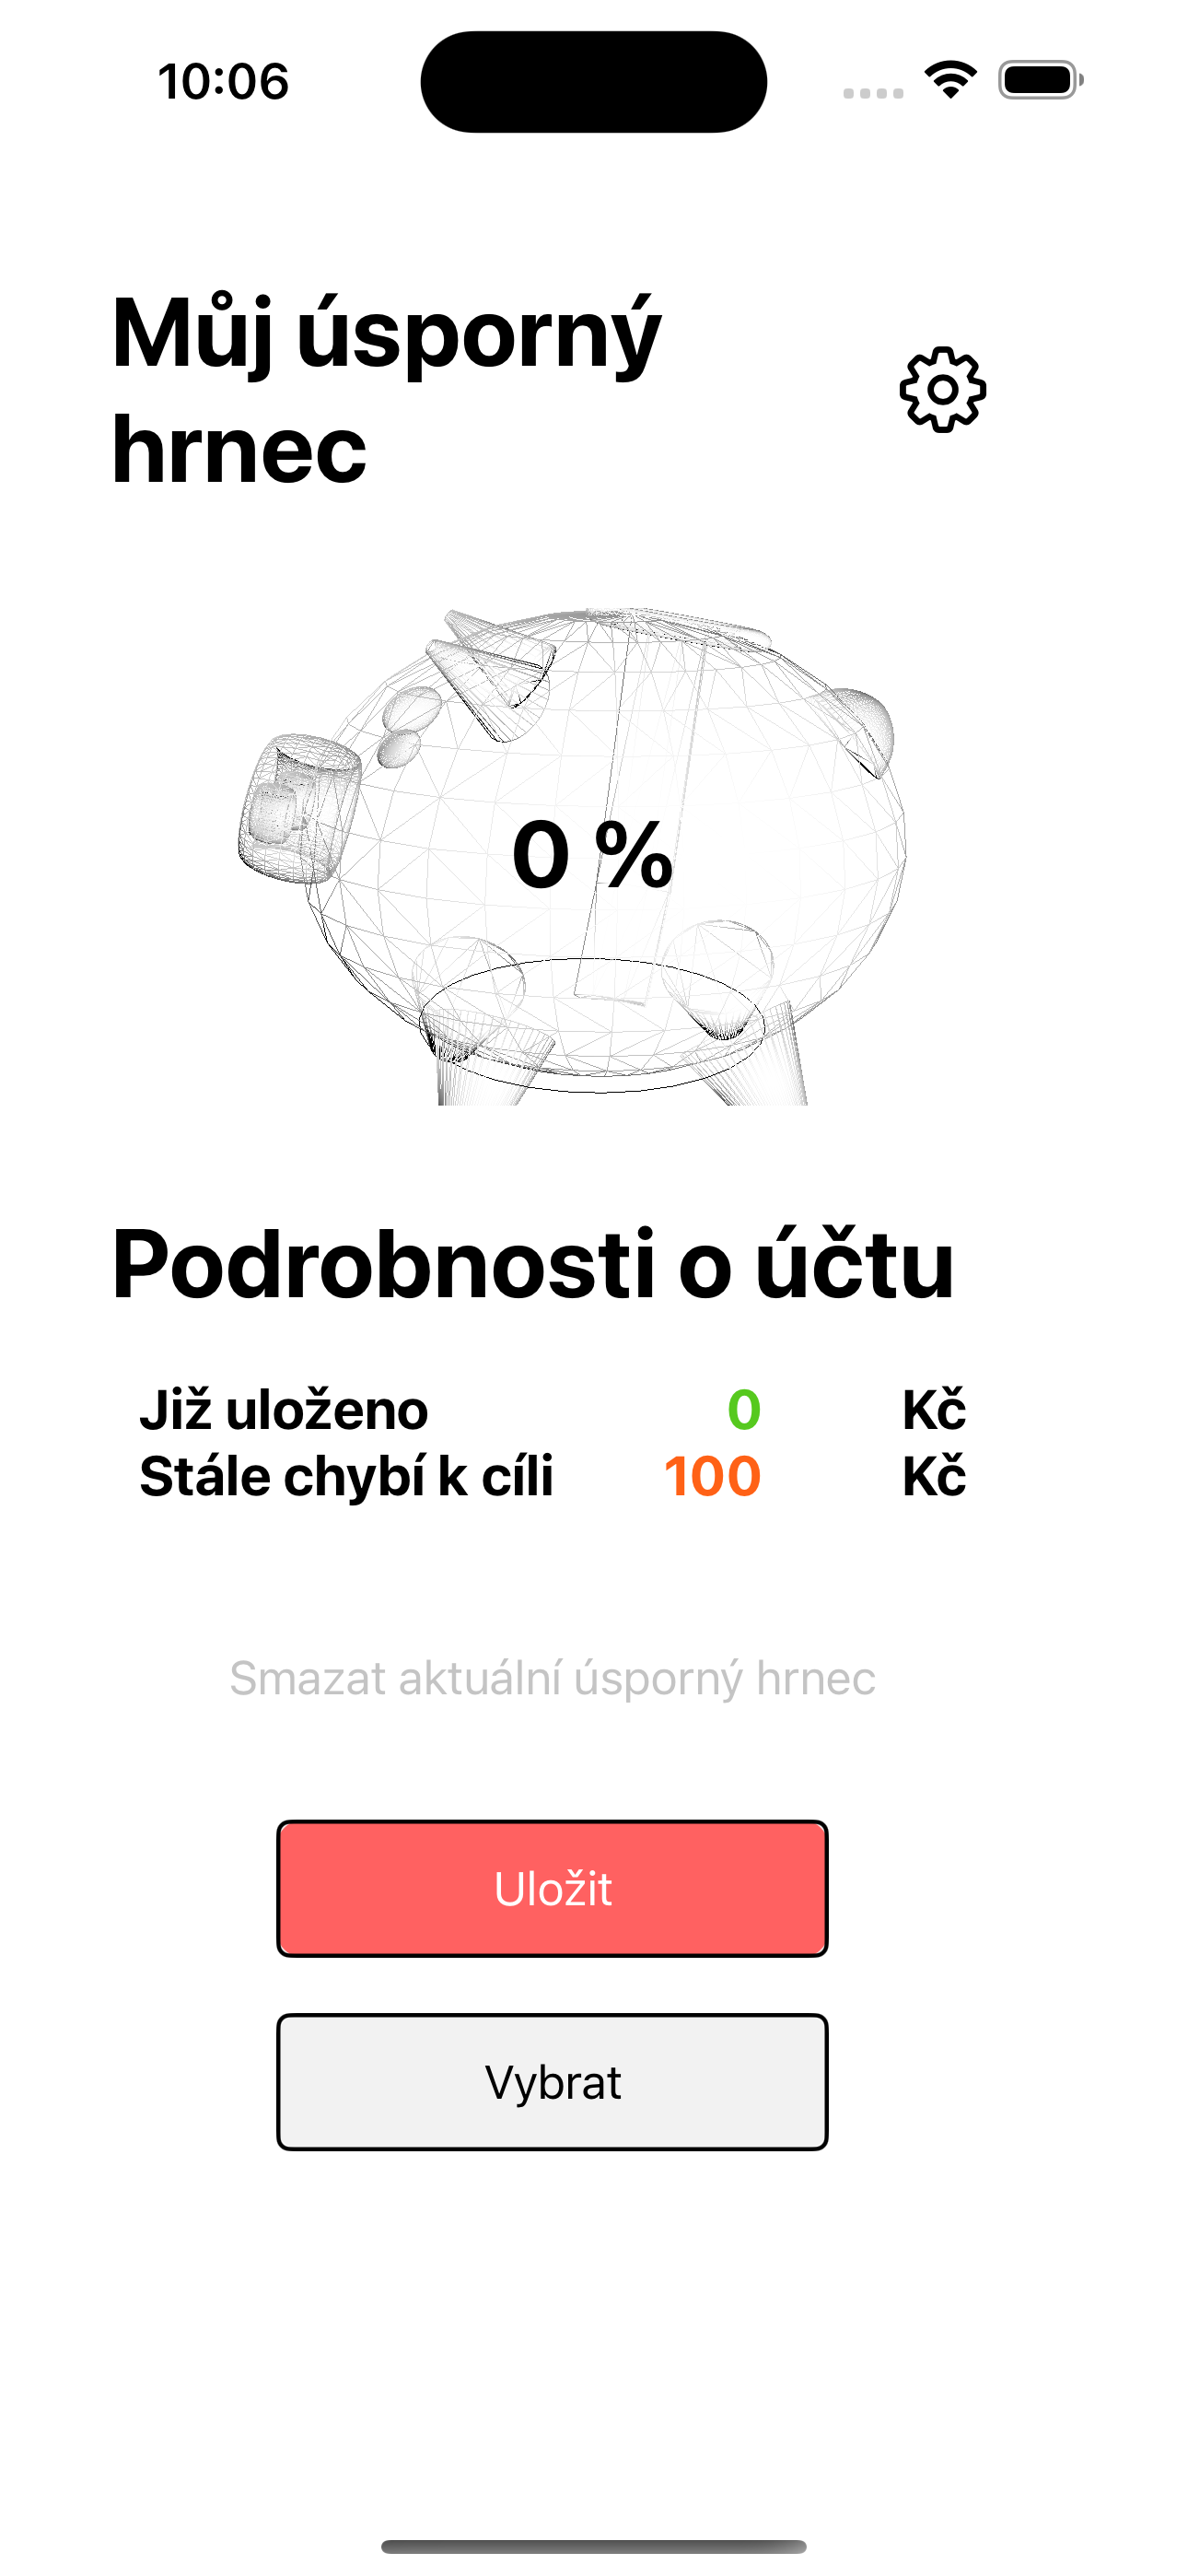 10:06
Můj úsporný
hrnec
0 %
Podrobnosti o účtu
Již uloženo 0 Kč
Stále chybí k cíli 100 Kč
Smazat aktuální úsporný hrnec
Uložit
Vybrat